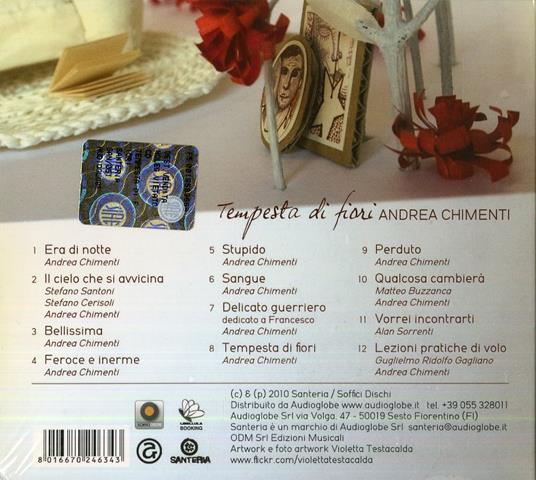 Tempesta di fiori ANDREA CHIMENTI
1 Era di notte
Andrea Chimenti
2 Il cielo che si avvicina
Stefano Santoni
Stefano Cerisoli
Andrea Chimenti
3 Bellissima
Andrea Chimenti
4 Feroce e inerme
Andrea Chimenti
5 Stupido
Andrea Chimenti
6 Sangue
Andrea Chimenti
7 Delicato guerriero
dedicato a Francesco
Andrea Chimenti
8 Tempesta di fiori
Andrea Chimenti
9 Perduto
Andrea Chimenti
10 Qualcosa cambierà
Matteo Buzzanca
Andrea Chimenti
11 Vorrei incontrarti
Alan Sorrenti
12 Lezioni pratiche di volo
Guglielmo Ridolfo Gagliano
Andrea Chimenti
(c) & (p) 2010 Santeria / Soffici Dischi
Distribuito da Audioglobe www.audioglobe.it tel. +39 055 328011
Audioglobe Srl via Volga. 47 - 50019 Sesto Fiorentino (FI)
Santeria è un marchio di Audioglobe Srl santeria@audioglobe.it
ODM Srl Edizioni Musicali
Artwork e foto artwork Violetta Testacalda
www.flickr.com/violettatestacalda
LIBELLULA
BOOKING
SANTERIA
8 016670 246343